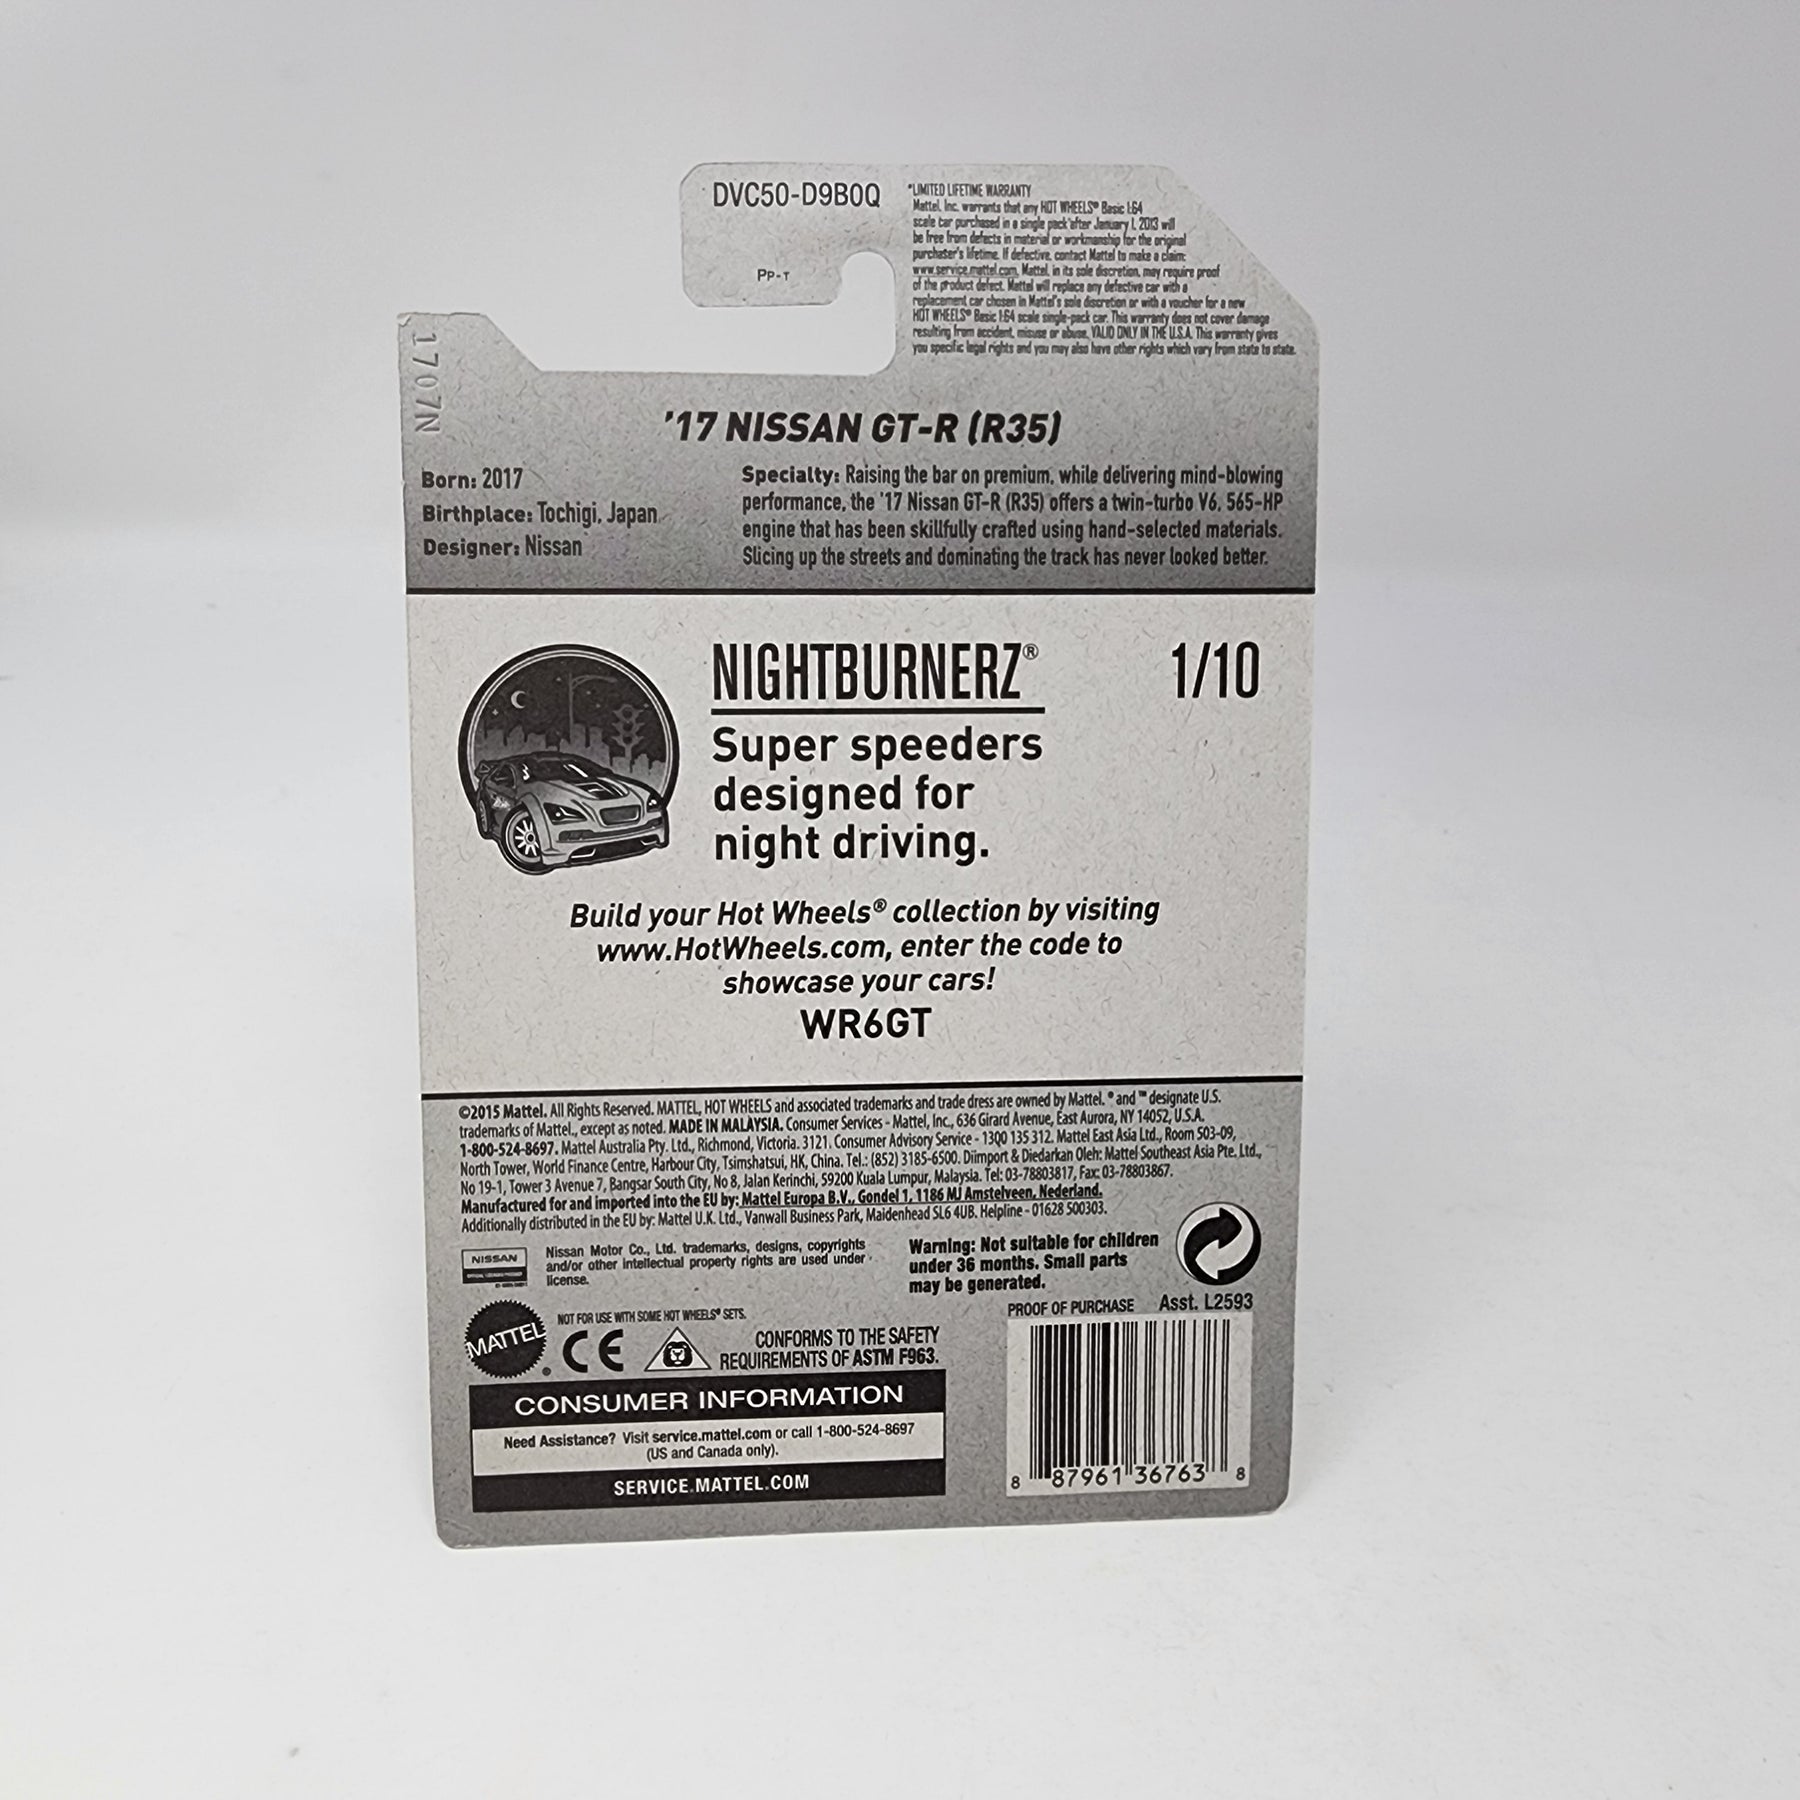 DVC50-D9B0Q
PP-T
*LIMITED LIFETIME WARRANTY
Mattel, Inc. warrants that any HOT WHEELS® Basic 1:64
scale car purchased in a single pack after January 1, 2013 will
be free from defects in material or workmanship for the original
purchaser's lifetime. If defective, contact Mattel to make a claim:
www.service.mattel.com. Mattel, in its sole discretion, may require proof
of the product defect. Mattel will replace any defective car with a
replacement car chosen in Mattel's sole discretion or with a voucher for a new
HOT WHEELS® Basic 1:64 scale single-pack car. This warranty does not cover damage
resulting from accident, misuse or abuse. VALID ONLY IN THE U.S.A. This warranty gives
you specific legal rights and you may also have other rights which vary from state to state.
1707N
'17 NISSAN GT-R (R35)
Born: 2017
Birthplace: Tochigi, Japan
Designer: Nissan
Specialty: Raising the bar on premium, while delivering mind-blowing
performance, the '17 Nissan GT-R (R35) offers a twin-turbo V6, 565-HP
engine that has been skillfully crafted using hand-selected materials.
Slicing up the streets and dominating the track has never looked better.
NIGHTBURNERZ®
1/10
Super speeders
designed for
night driving.
Build your Hot Wheels® collection by visiting
www.HotWheels.com, enter the code to
showcase your cars!
WR6GT
©2015 Mattel. All Rights Reserved. MATTEL, HOT WHEELS and associated trademarks and trade dress are owned by Mattel. ® and ™ designate U.S.
trademarks of Mattel., except as noted. MADE IN MALAYSIA. Consumer Services - Mattel, Inc., 636 Girard Avenue, East Aurora, NY 14052, U.S.A.
1-800-524-8697. Mattel Australia Pty. Ltd., Richmond, Victoria. 3121. Consumer Advisory Service - 1300 135 312. Mattel East Asia Ltd., Room 503-09,
North Tower, World Finance Centre, Harbour City, Tsimshatsui, HK, China. Tel.: (852) 3185-6500. Diimport & Diedarkan Oleh: Mattel Southeast Asia Pte. Ltd.,
No 19-1, Tower 3 Avenue 7, Bangsar South City, No 8, Jalan Kerinchi, 59200 Kuala Lumpur, Malaysia. Tel: 03-78803817, Fax: 03-78803867.
Manufactured for and imported into the EU by: Mattel Europa B.V., Gondel 1, 1186 MJ Amstelveen, Nederland.
Additionally distributed in the EU by: Mattel U.K. Ltd., Vanwall Business Park, Maidenhead SL6 4UB. Helpline - 01628 500303.
NISSAN
Nissan Motor Co., Ltd. trademarks, designs, copyrights
and/or other intellectual property rights are used under
license.
Warning: Not suitable for children
under 36 months. Small parts
may be generated.
NOT FOR USE WITH SOME HOT WHEELS® SETS.
MATTEL®
CE
CONFORMS TO THE SAFETY
REQUIREMENTS OF ASTM F963.
PROOF OF PURCHASE Asst. L2593
CONSUMER INFORMATION
Need Assistance? Visit service.mattel.com or call 1-800-524-8697
(US and Canada only).
SERVICE.MATTEL.COM
8 87961 36763 8